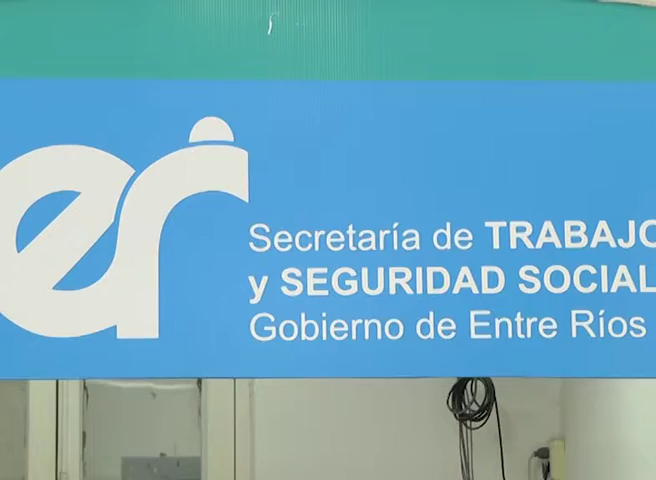 er
Secretaría de TRABAJO
y SEGURIDAD SOCIAL
Gobierno de Entre Ríos